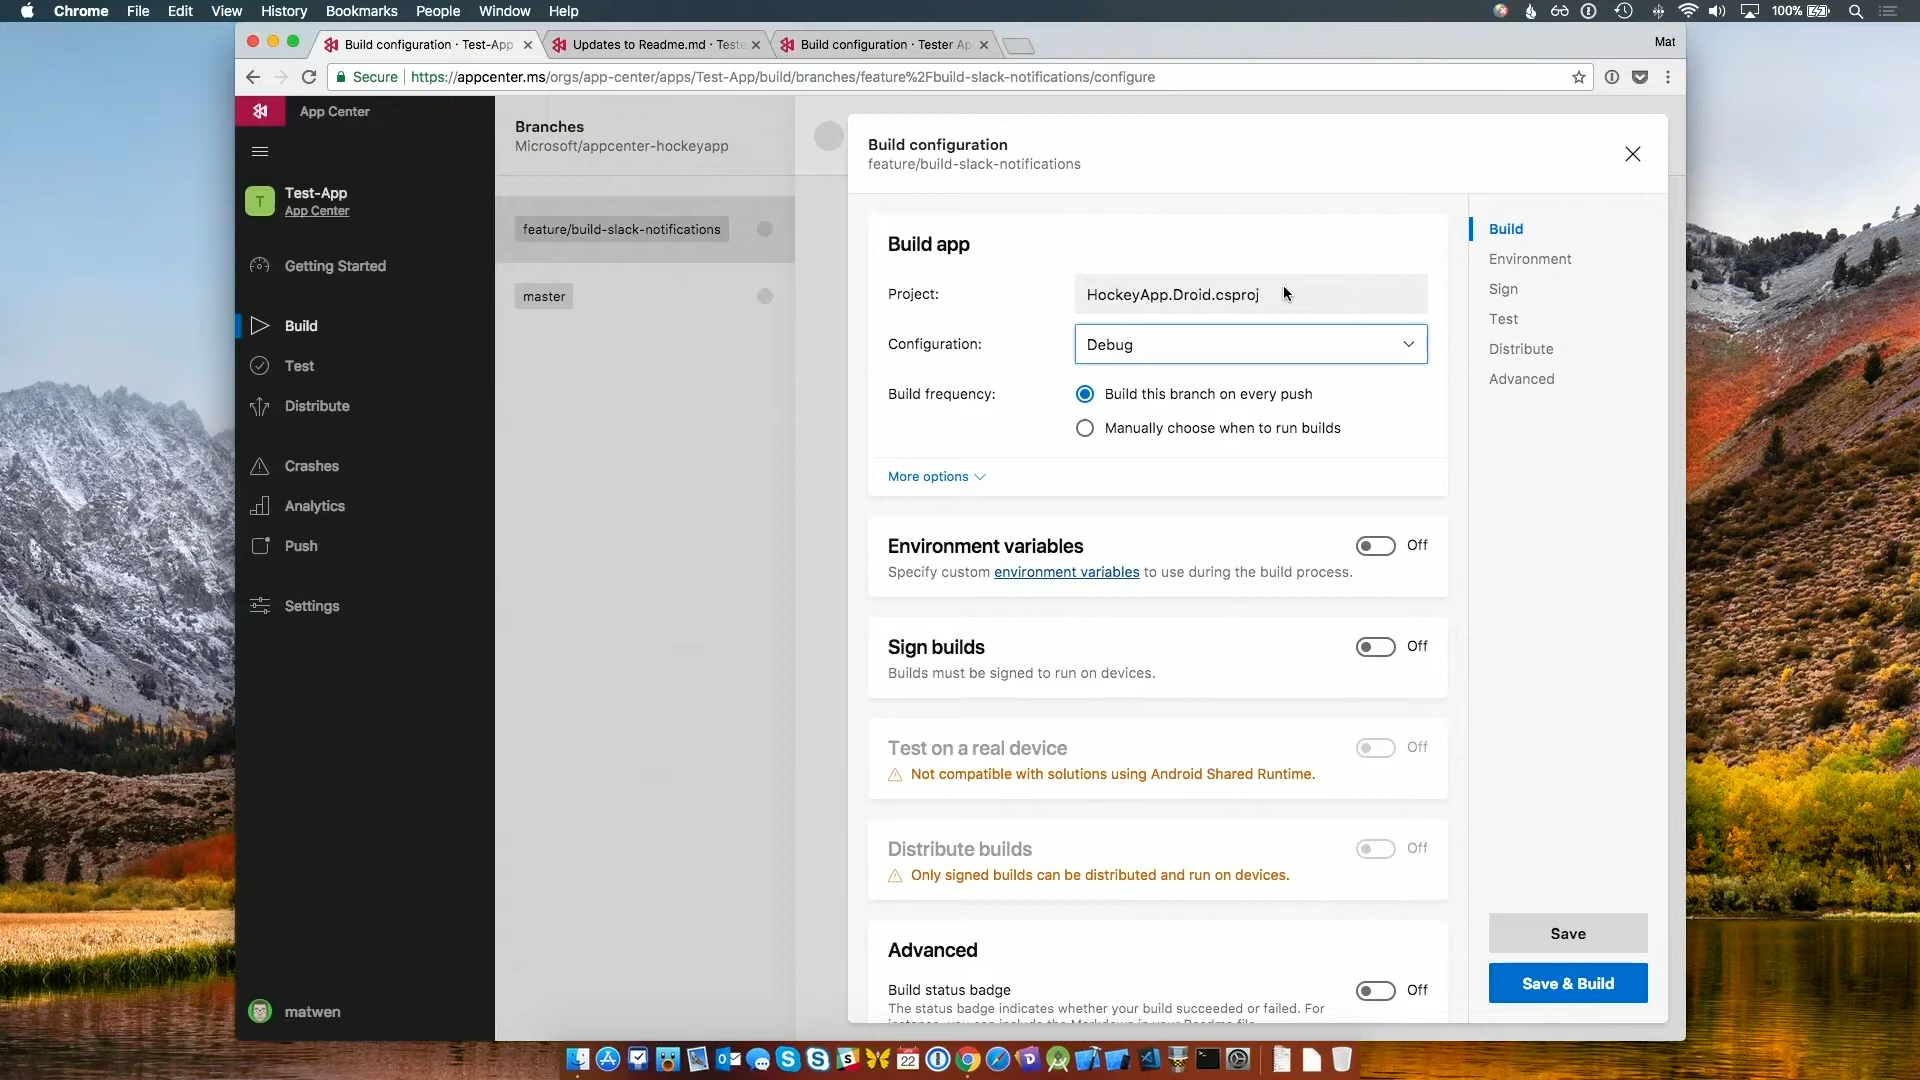 Chrome File Edit View History Bookmarks People Window Help
100%
Build configuration · Test-App
Updates to Readme.md · Teste
Build configuration · Tester Ap
Mat
Secure https://appcenter.ms/orgs/app-center/apps/Test-App/build/branches/feature%2Fbuild-slack-notifications/configure
App Center
T
Test-App
App Center
Getting Started
Build
Test
Distribute
Crashes
Analytics
Push
Settings
matwen
Branches
Microsoft/appcenter-hockeyapp
feature/build-slack-notifications
master
Build configuration
feature/build-slack-notifications
Build app
Project: HockeyApp.Droid.csproj
Configuration: Debug
Build frequency: Build this branch on every push
Manually choose when to run builds
More options
Environment variables Off
Specify custom environment variables to use during the build process.
Sign builds Off
Builds must be signed to run on devices.
Test on a real device Off
Not compatible with solutions using Android Shared Runtime.
Distribute builds Off
Only signed builds can be distributed and run on devices.
Advanced
Build status badge Off
The status badge indicates whether your build succeeded or failed. For
Build
Environment
Sign
Test
Distribute
Advanced
Save
Save & Build
22